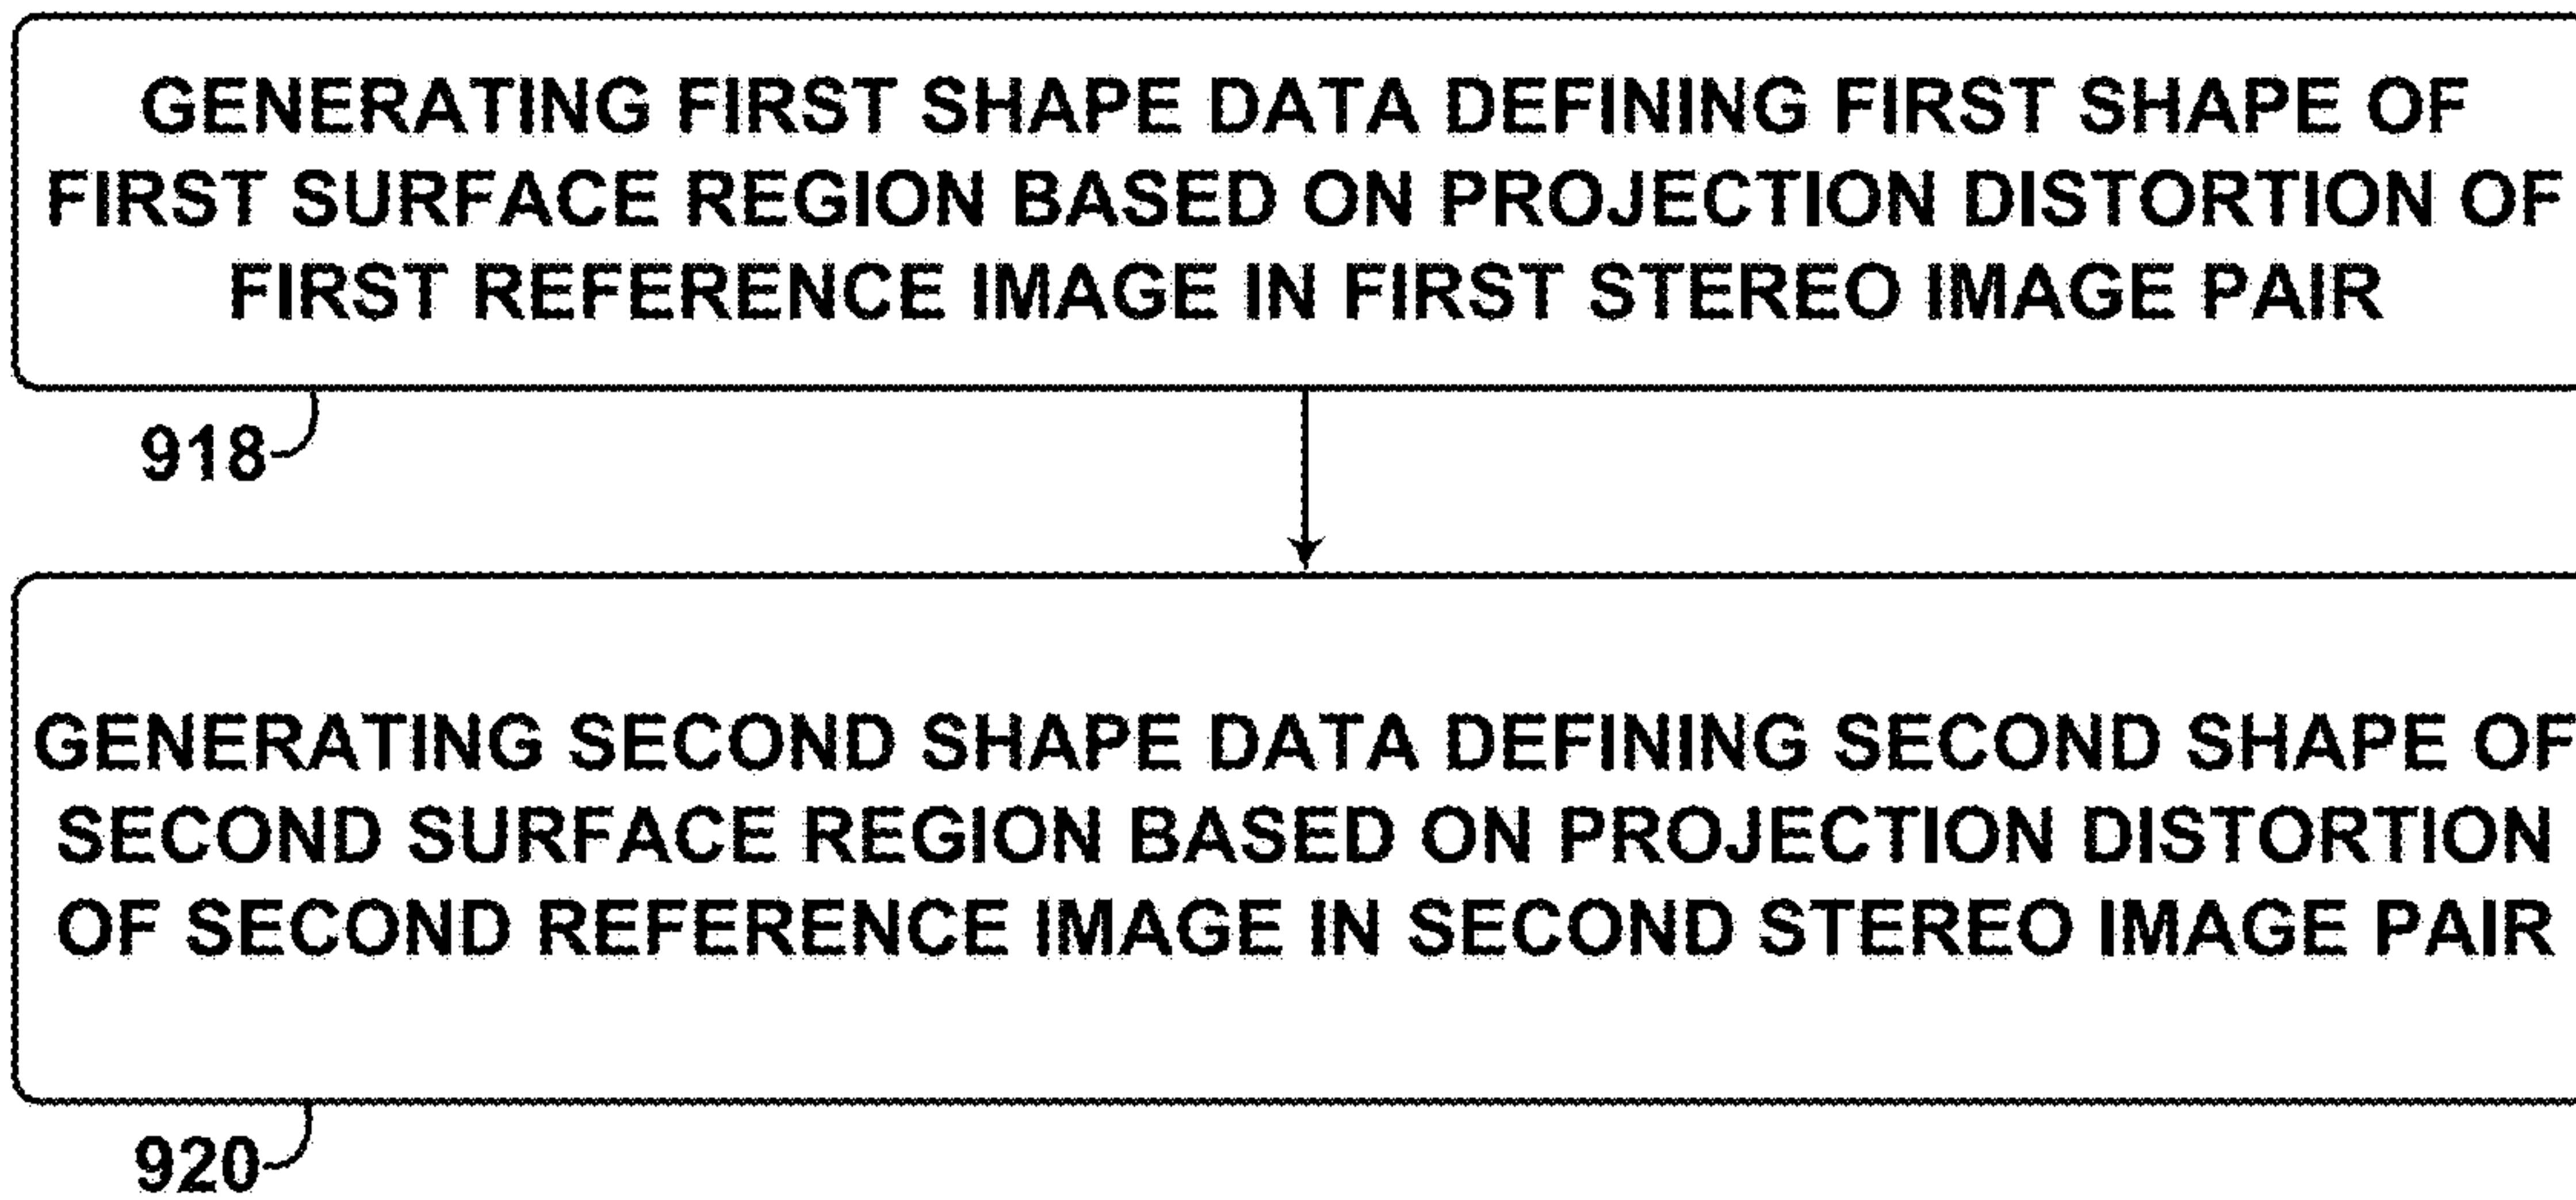 GENERATING FIRST SHAPE DATA DEFINING FIRST SHAPE OF
FIRST SURFACE REGION BASED ON PROJECTION DISTORTION OF
FIRST REFERENCE IMAGE IN FIRST STEREO IMAGE PAIR
918
GENERATING SECOND SHAPE DATA DEFINING SECOND SHAPE OF
SECOND SURFACE REGION BASED ON PROJECTION DISTORTION
OF SECOND REFERENCE IMAGE IN SECOND STEREO IMAGE PAIR
920